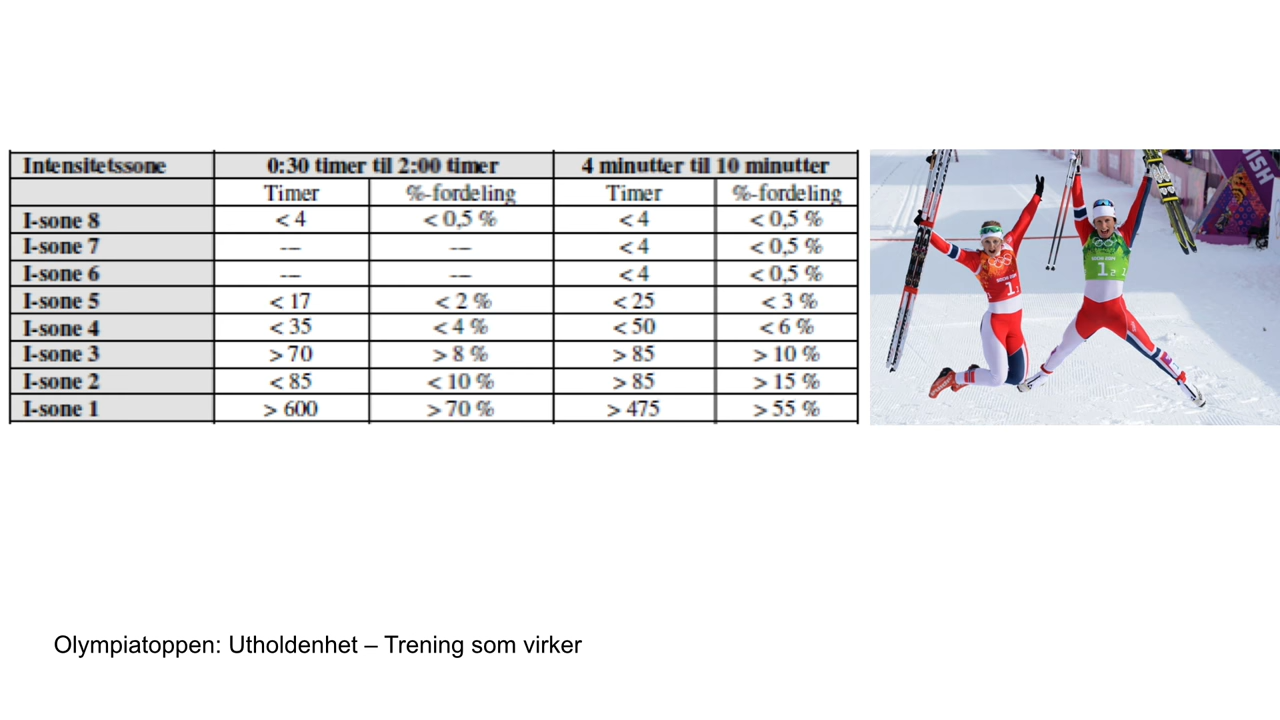 Intensitetssone 0:30 timer til 2:00 timer 4 minutter til 10 minutter
Timer %-fordeling Timer %-fordeling
I-sone 8 < 4 < 0,5 % < 4 < 0,5 %
I-sone 7 --- --- < 4 < 0,5 %
I-sone 6 --- --- < 4 < 0,5 %
I-sone 5 < 17 < 2 % < 25 < 3 %
I-sone 4 < 35 < 4 % < 50 < 6 %
I-sone 3 > 70 > 8 % > 85 > 10 %
I-sone 2 < 85 < 10 % > 85 > 15 %
I-sone 1 > 600 > 70 % > 475 > 55 %
1
1
Olympiatoppen: Utholdenhet – Trening som virker